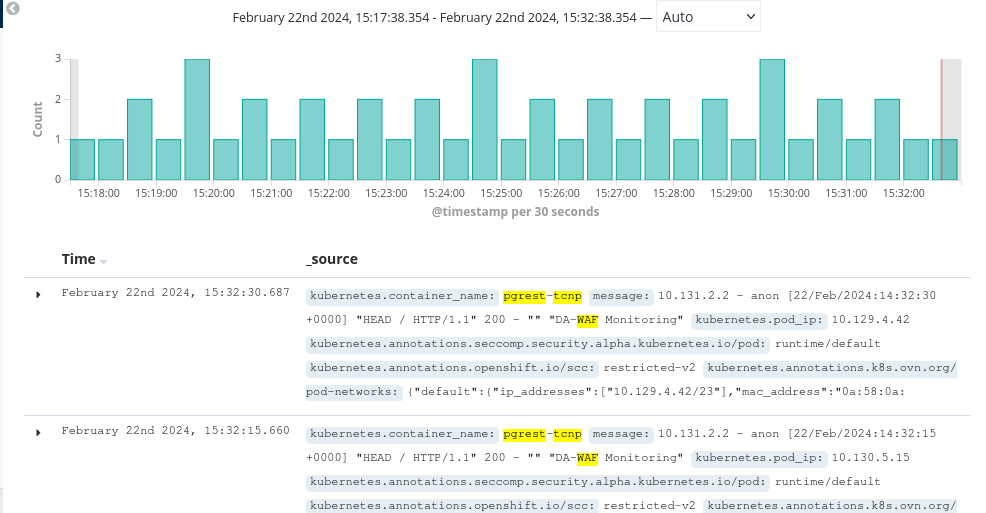 February 22nd 2024, 15:17:38.354 - February 22nd 2024, 15:32:38.354 — Auto
3
2
1
0
Count
15:18:00 15:19:00 15:20:00 15:21:00 15:22:00 15:23:00 15:24:00 15:25:00 15:26:00 15:27:00 15:28:00 15:29:00 15:30:00 15:31:00 15:32:00
@timestamp per 30 seconds
Time _source
February 22nd 2024, 15:32:30.687 kubernetes.container_name: pgrest-tcnp message: 10.131.2.2 - anon [22/Feb/2024:14:32:30
+0000] "HEAD / HTTP/1.1" 200 - "" "DA-WAF Monitoring" kubernetes.pod_ip: 10.129.4.42
kubernetes.annotations.seccomp.security.alpha.kubernetes.io/pod: runtime/default
kubernetes.annotations.openshift.io/scc: restricted-v2 kubernetes.annotations.k8s.ovn.org/
pod-networks: {"default":{"ip_addresses":["10.129.4.42/23"],"mac_address":"0a:58:0a:
February 22nd 2024, 15:32:15.660 kubernetes.container_name: pgrest-tcnp message: 10.131.2.2 - anon [22/Feb/2024:14:32:15
+0000] "HEAD / HTTP/1.1" 200 - "" "DA-WAF Monitoring" kubernetes.pod_ip: 10.130.5.15
kubernetes.annotations.seccomp.security.alpha.kubernetes.io/pod: runtime/default
kubernetes.annotations.openshift.io/scc: restricted-v2 kubernetes.annotations.k8s.ovn.org/